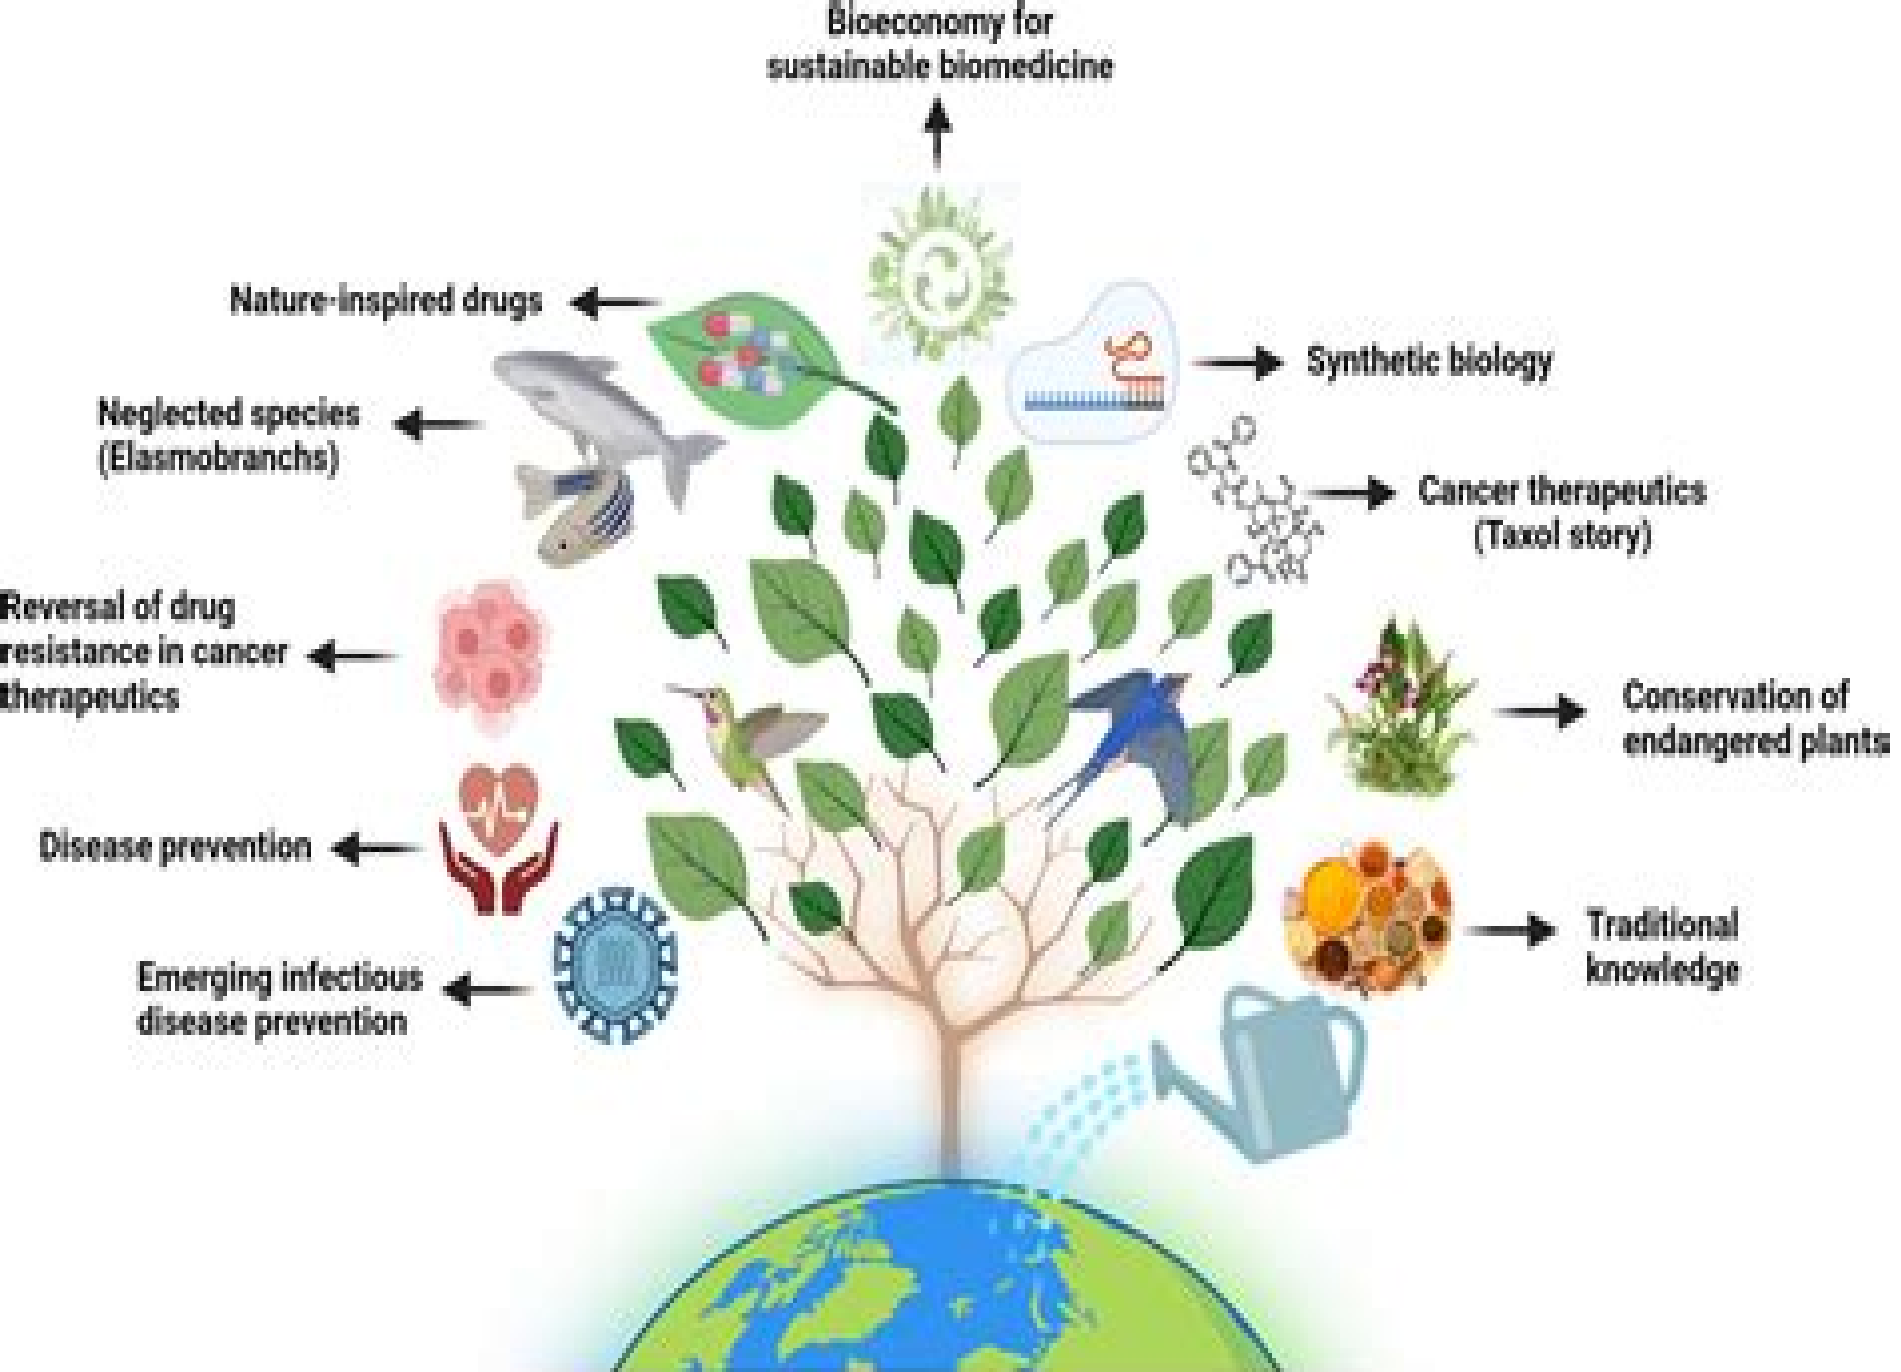 Bioeconomy for
sustainable biomedicine
Nature-inspired drugs
Synthetic biology
Neglected species
(Elasmobranchs)
Cancer therapeutics
(Taxol story)
Reversal of drug
resistance in cancer
therapeutics
Conservation of
endangered plants
Disease prevention
Traditional
knowledge
Emerging infectious
disease prevention